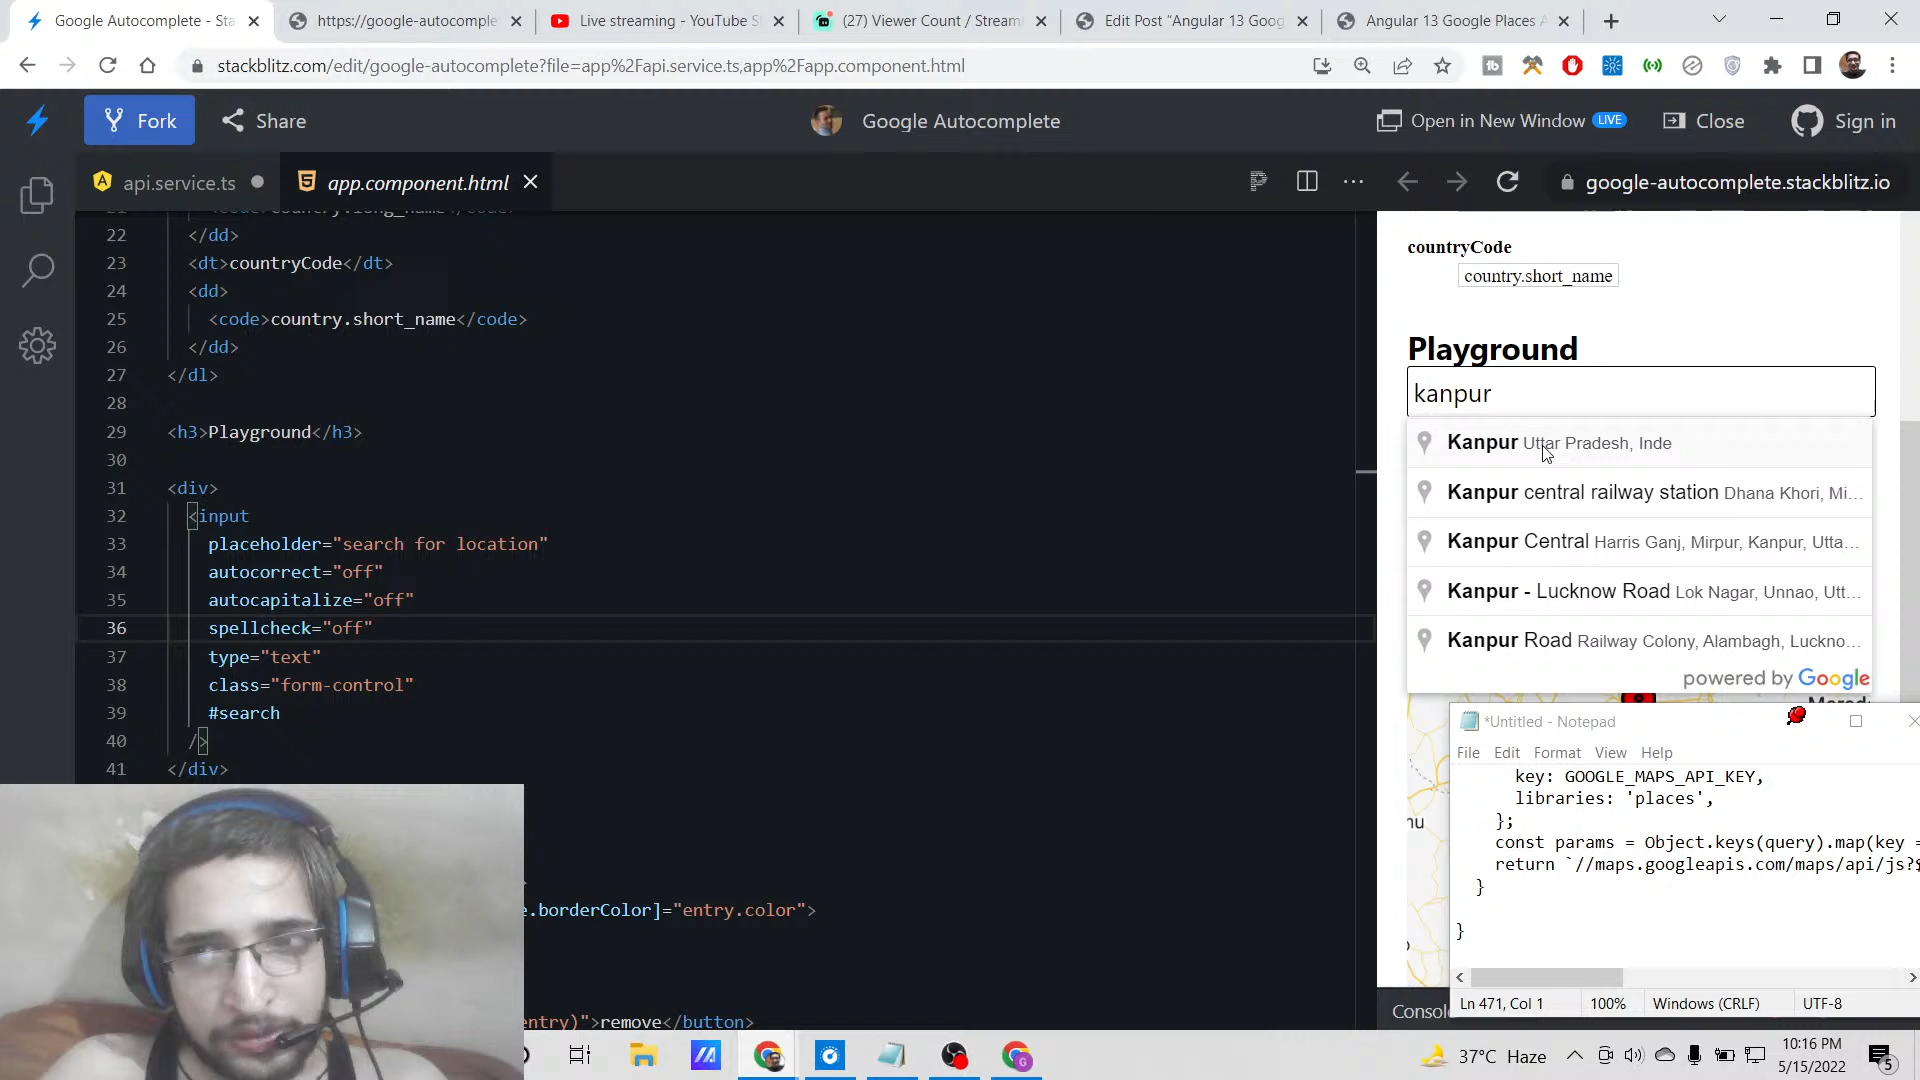 Google Autocomplete - Sta
https://google-autocomple
Live streaming - YouTube S
(27) Viewer Count / Stream
Edit Post "Angular 13 Goog
Angular 13 Google Places A
stackblitz.com/edit/google-autocomplete?file=app%2Fapi.service.ts,app%2Fapp.component.html
Fork
Share
Google Autocomplete
Open in New Window LIVE
Close
Sign in
api.service.ts
app.component.html
google-autocomplete.stackblitz.io
22 </dd>
23 <dt>countryCode</dt>
24 <dd>
25 <code>country.short_name</code>
26 </dd>
27 </dl>
28
29 <h3>Playground</h3>
30
31 <div>
32 <input
33 placeholder="search for location"
34 autocorrect="off"
35 autocapitalize="off"
36 spellcheck="off"
37 type="text"
38 class="form-control"
39 #search
40 />
41 </div>
e.borderColor]="entry.color">
entry)">remove</button>
countryCode
country.short_name
Playground
kanpur
Kanpur Uttar Pradesh, Inde
Kanpur central railway station Dhana Khori, Mi...
Kanpur Central Harris Ganj, Mirpur, Kanpur, Utta...
Kanpur - Lucknow Road Lok Nagar, Unnao, Utt...
Kanpur Road Railway Colony, Alambagh, Luckno...
powered by Google
*Untitled - Notepad
File Edit Format View Help
key: GOOGLE_MAPS_API_KEY,
libraries: 'places',
};
const params = Object.keys(query).map(key =
return `//maps.googleapis.com/maps/api/js?$
}
}
Ln 471, Col 1
100%
Windows (CRLF)
UTF-8
Consol
37°C Haze
10:16 PM
5/15/2022
5